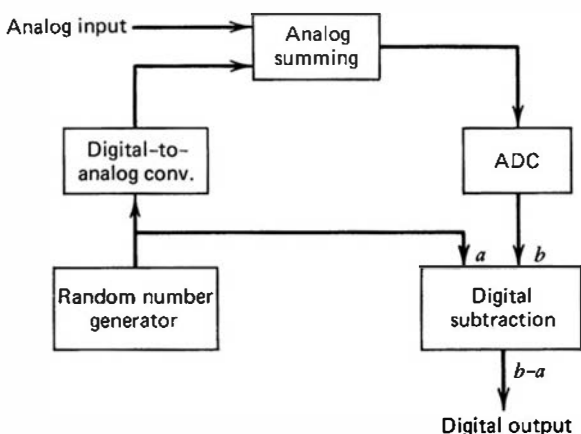 Analog input
Analog
summing
Digital-to-
analog conv.
ADC
a
b
Random number
generator
Digital
subtraction
b-a
Digital output